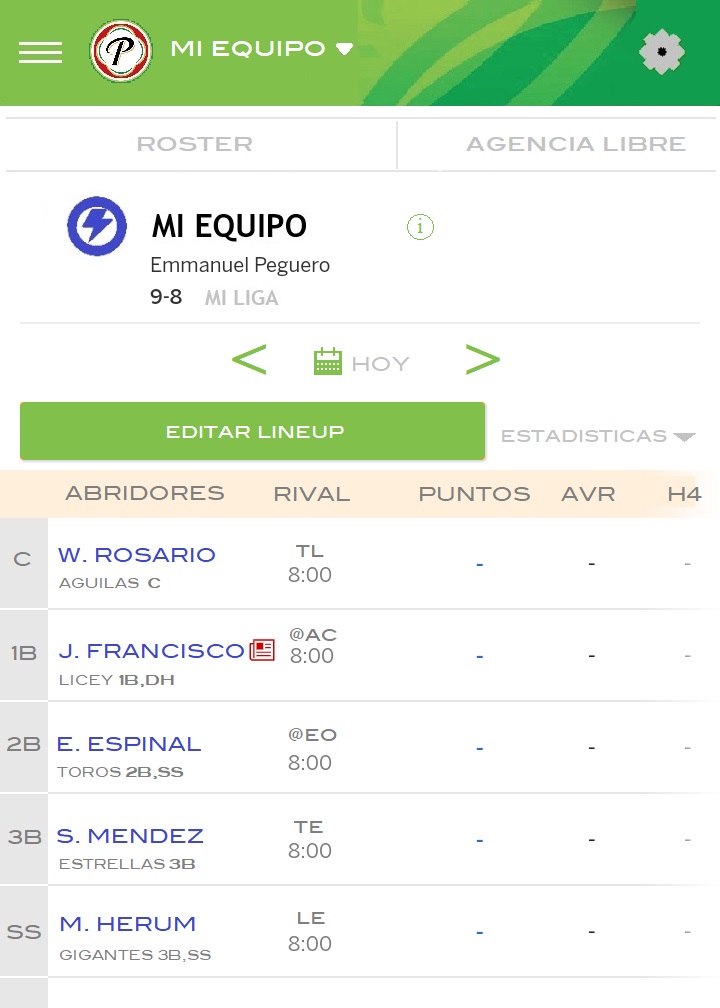 P MI EQUIPO
ROSTER AGENCIA LIBRE
MI EQUIPO i
Emmanuel Peguero
9-8 MI LIGA
< HOY >
EDITAR LINEUP ESTADISTICAS
ABRIDORES RIVAL PUNTOS AVR H4
C W. ROSARIO TL - - -
AGUILAS C 8:00
1B J. FRANCISCO @AC - - -
LICEY 1B,DH 8:00
2B E. ESPINAL @EO - - -
TOROS 2B,SS 8:00
3B S. MENDEZ TE - - -
ESTRELLAS 3B 8:00
SS M. HERUM LE - - -
GIGANTES 3B,SS 8:00